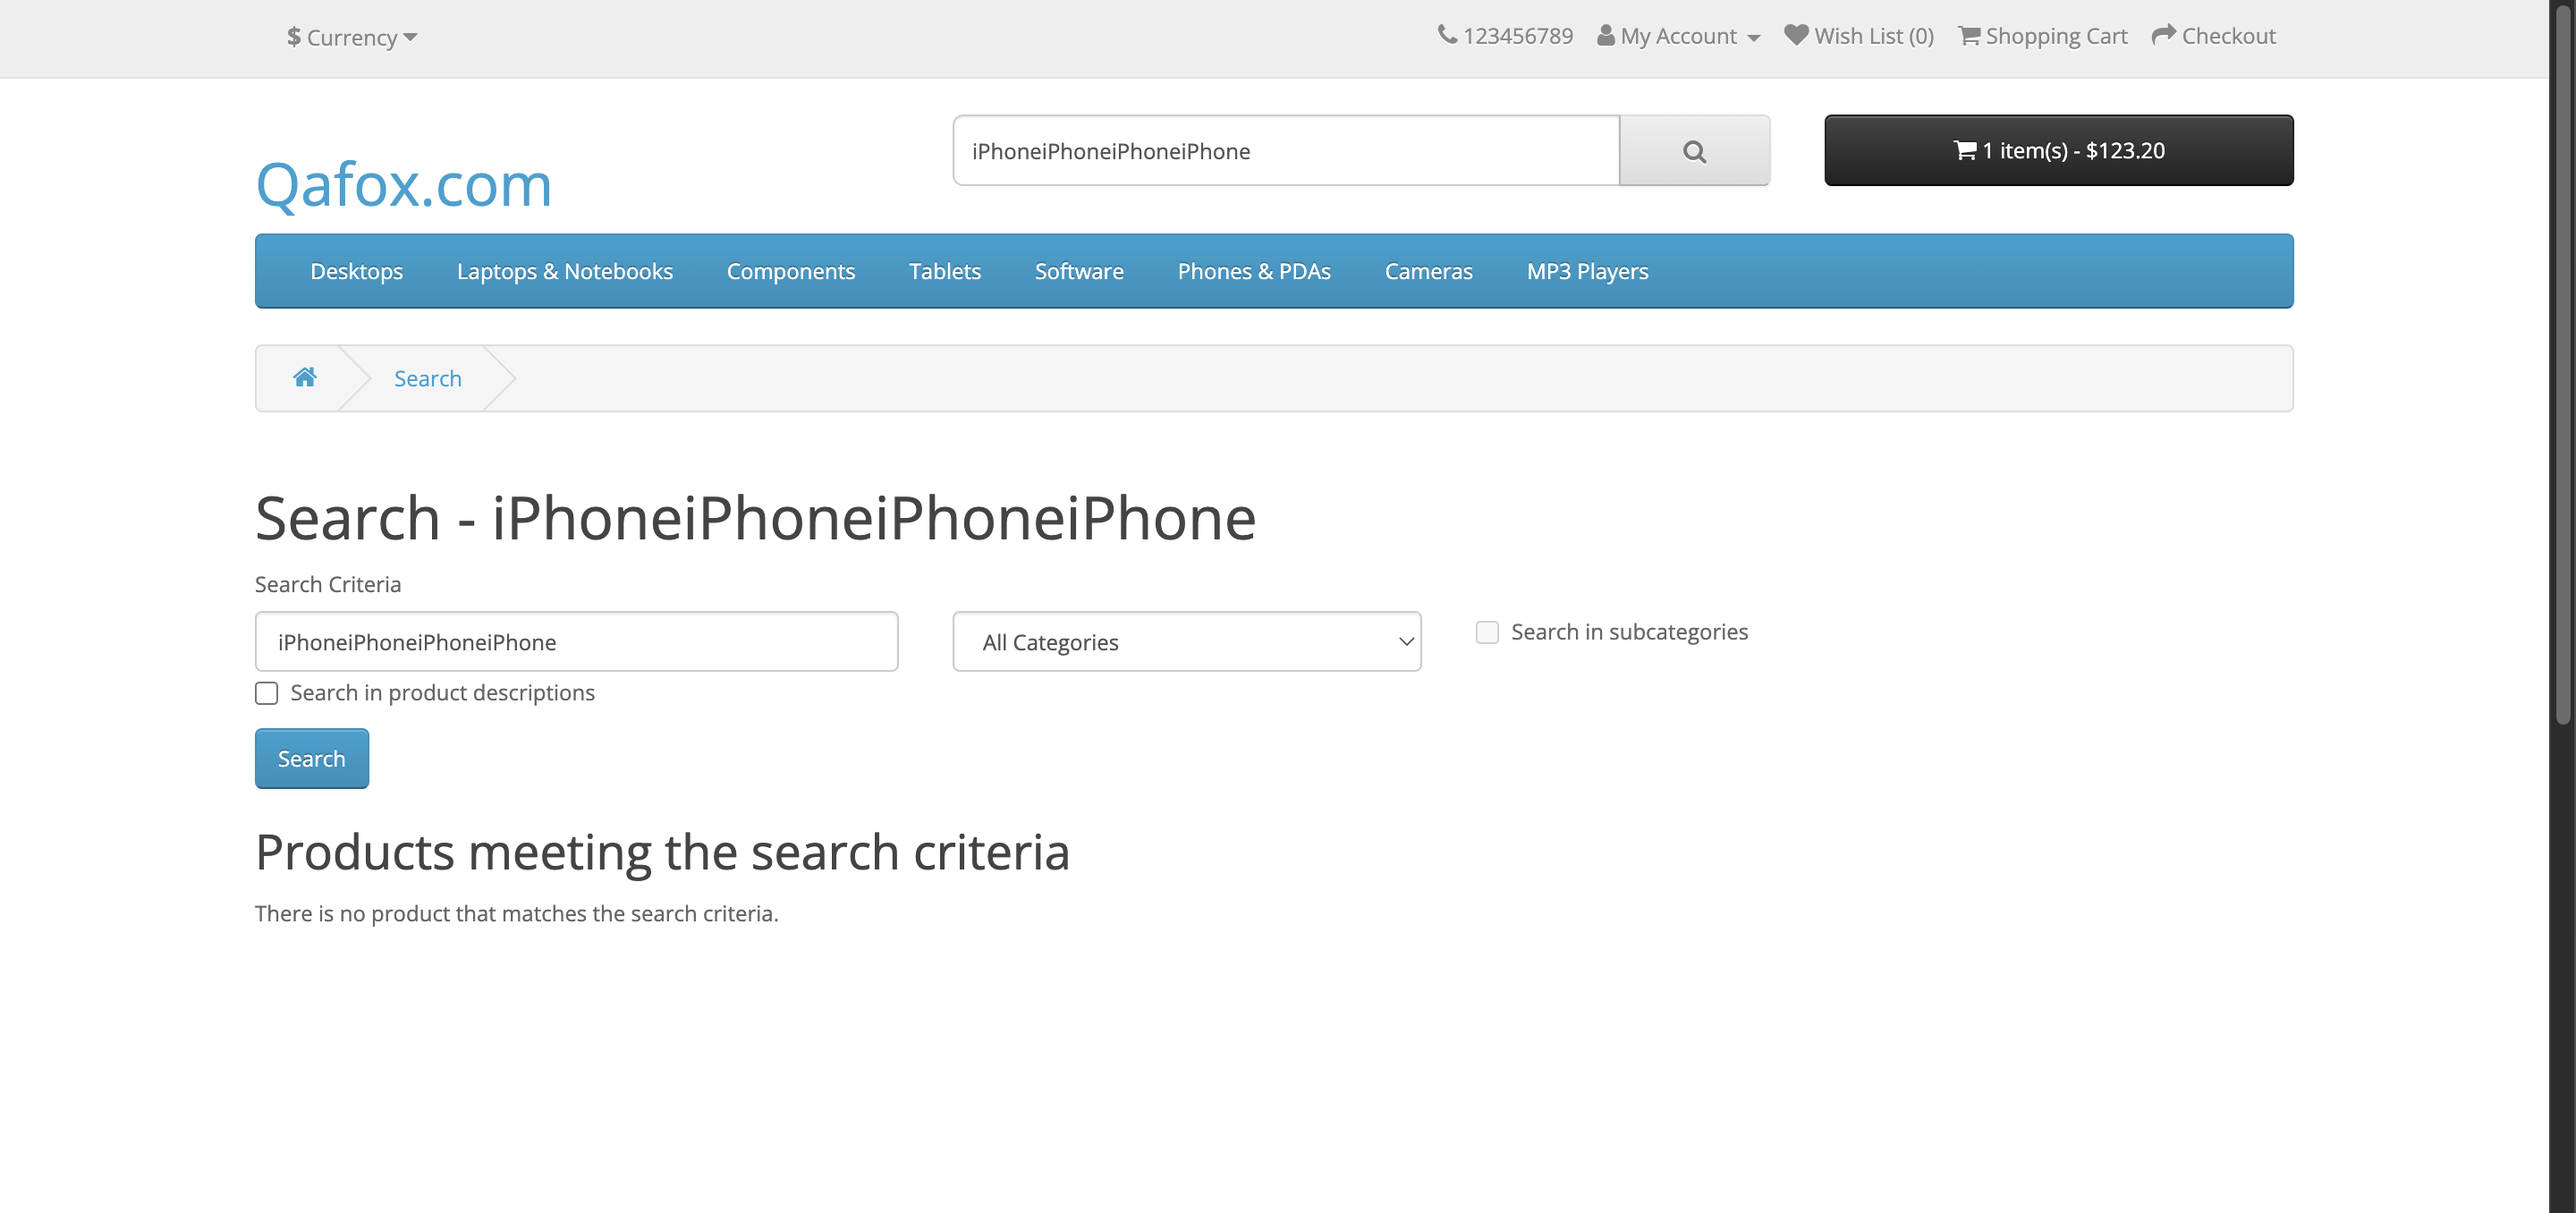 $ Currency
123456789 My Account Wish List (0) Shopping Cart Checkout
Qafox.com
iPhoneiPhoneiPhoneiPhone
1 item(s) - $123.20
Desktops Laptops & Notebooks Components Tablets Software Phones & PDAs Cameras MP3 Players
Search
Search - iPhoneiPhoneiPhoneiPhone
Search Criteria
iPhoneiPhoneiPhoneiPhone
All Categories
Search in subcategories
Search in product descriptions
Search
Products meeting the search criteria
There is no product that matches the search criteria.